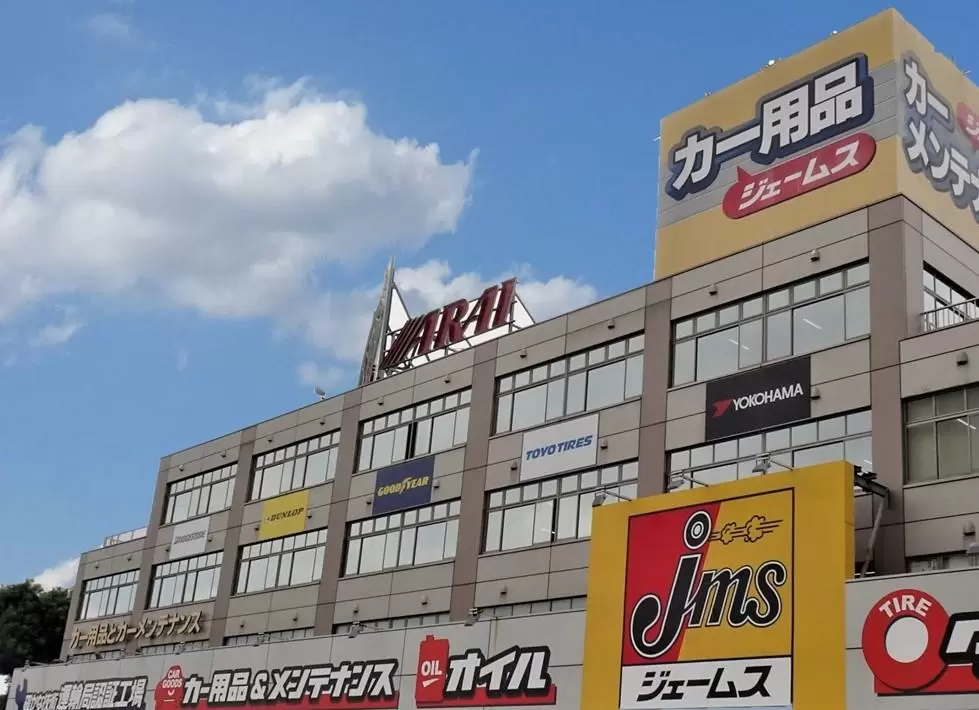 カー用品
ジェームス
カー
メンテナ
ARAI
YOKOHAMA
TOYO TIRES
GOODYEAR
DUNLOP
BRIDGESTONE
カー用品とカーメンテナンス
jms
ジェームス
TIRE
運輸局認証工場
CAR GOODS
カー用品&メンテナンス
OIL
オイル